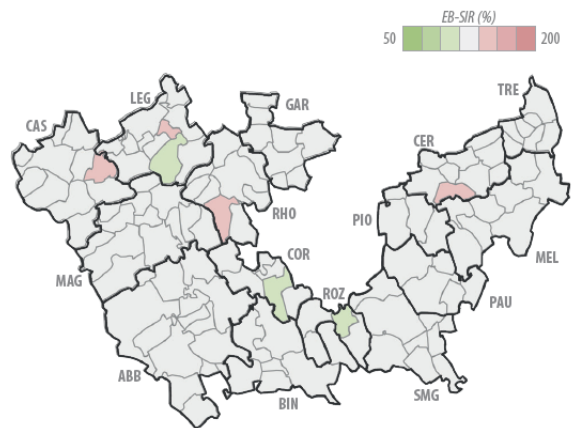 EB-SIR (%)
50 200
TRE
LEG
GAR
CAS
CER
RHO
PIO
COR
MEL
MAG
ROZ
PAU
ABB
SMG
BIN